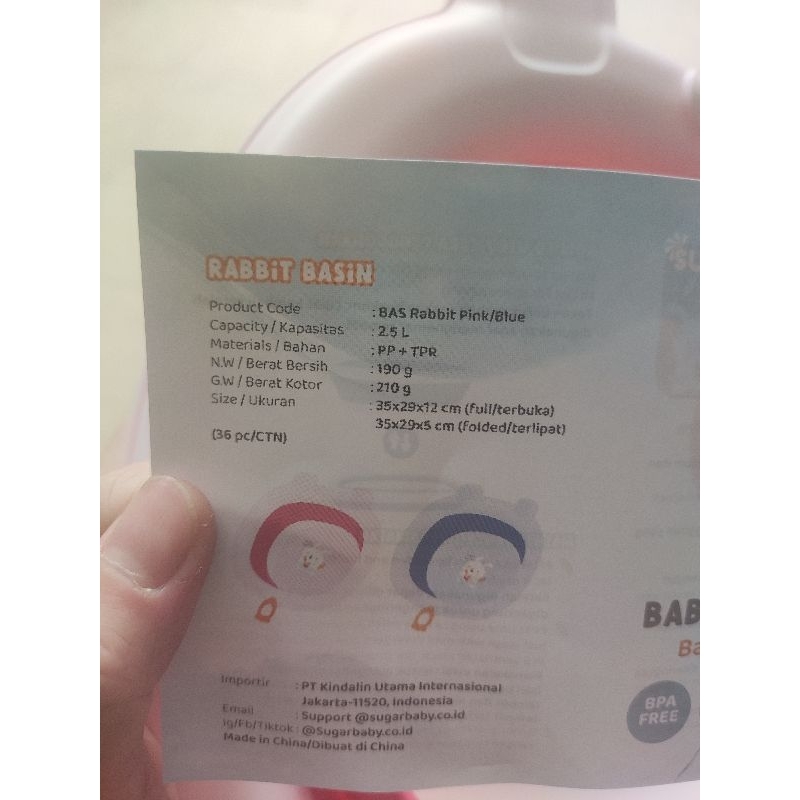 RABBIT BASIN
Product Code : BAS Rabbit Pink/Blue
Capacity / Kapasitas : 2.5 L
Materials / Bahan : PP + TPR
N.W / Berat Bersih : 190 g
G.W / Berat Kotor : 210 g
Size / Ukuran : 35x29x12 cm (full/terbuka)
35x29x5 cm (folded/terlipat)
(36 pc/CTN)
BAB
Ba
BPA
FREE
Importir : PT Kindalin Utama Internasional
Jakarta-11520, Indonesia
Email : Support @sugarbaby.co.id
Ig/Fb/Tiktok : @Sugarbaby.co.id
Made in China/Dibuat di China